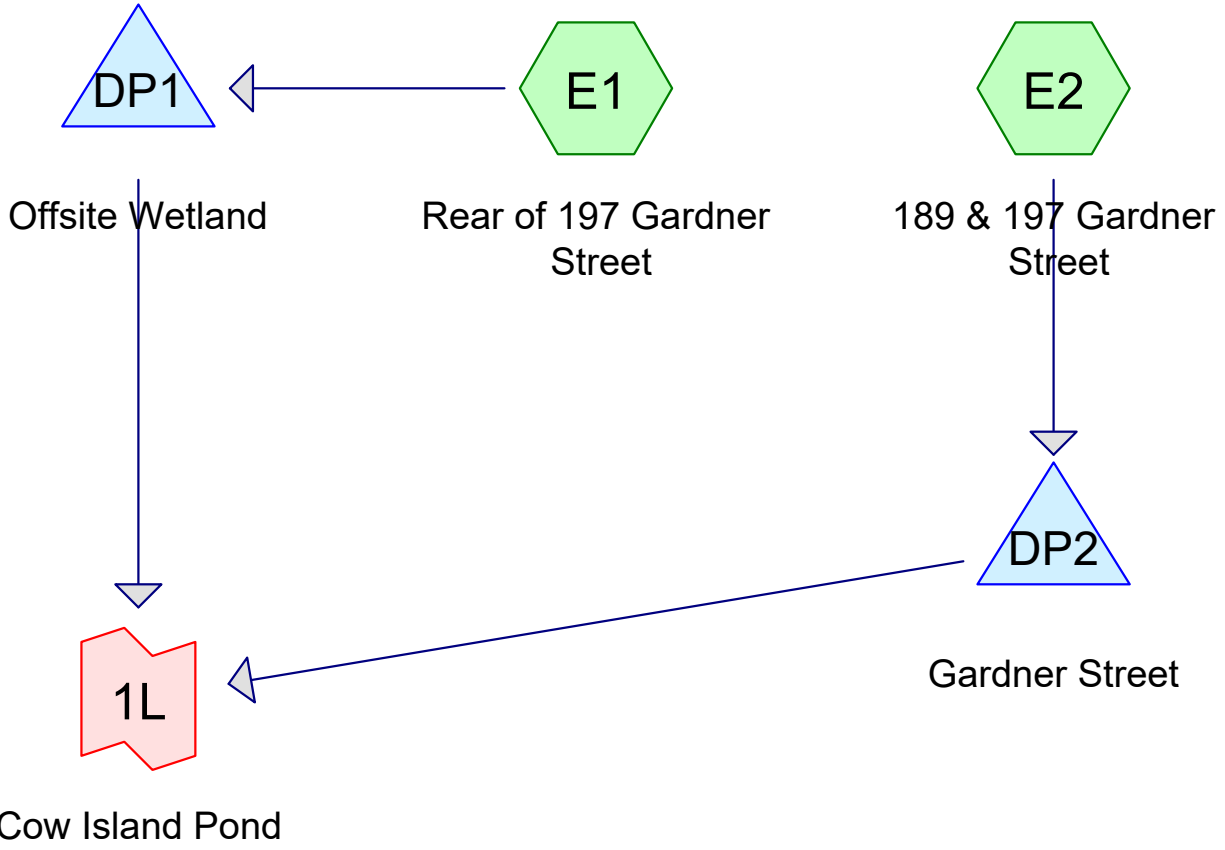 DP1
E1
E2
Offsite Wetland
Rear of 197 Gardner
Street
189 & 197 Gardner
Street
DP2
Gardner Street
1L
Cow Island Pond